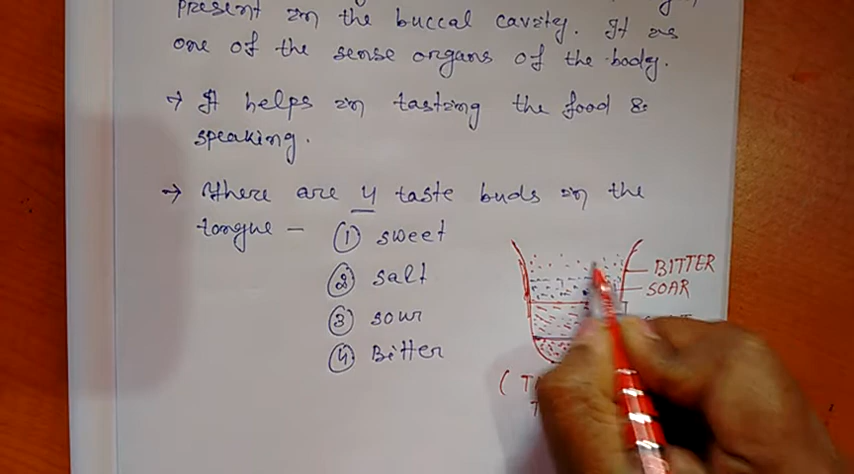 present in the buccal cavity. It is
one of the sense organs of the body.
→ It helps in tasting the food &
speaking.
→ There are 4 taste buds in the
tongue - ① sweet
② salt
③ sour
④ Bitter
BITTER
SOAR